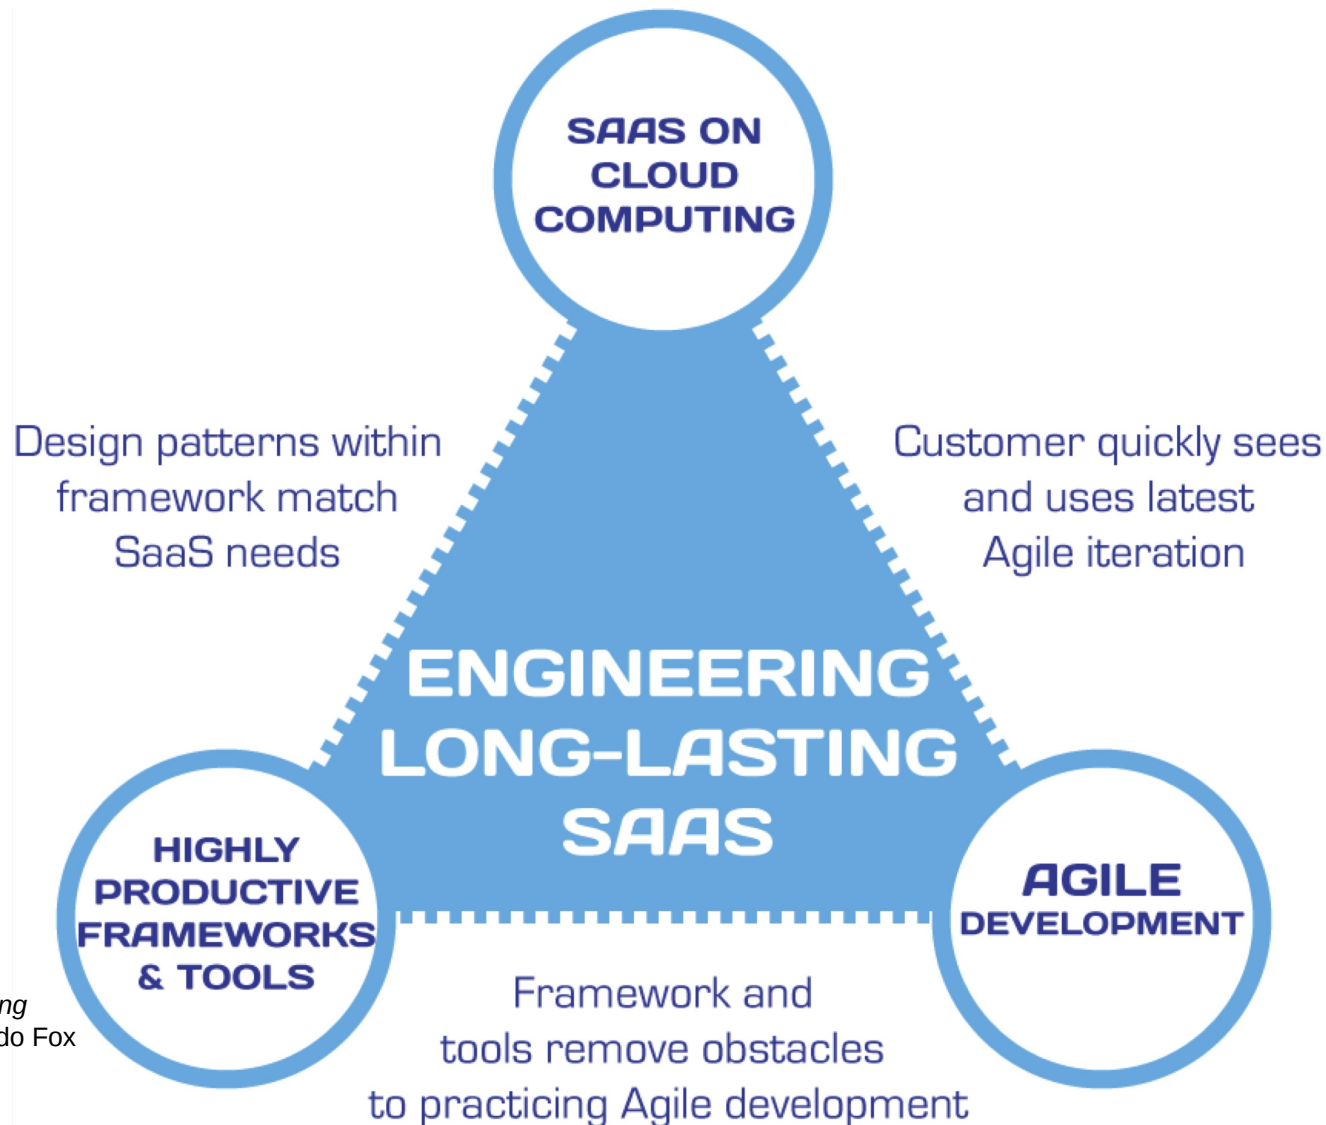 SAAS ON
CLOUD
COMPUTING
Design patterns within
framework match
SaaS needs
Customer quickly sees
and uses latest
Agile iteration
ENGINEERING
LONG-LASTING
SAAS
HIGHLY
PRODUCTIVE
FRAMEWORKS
& TOOLS
AGILE
DEVELOPMENT
Framework and
tools remove obstacles
to practicing Agile development
ng
do Fox